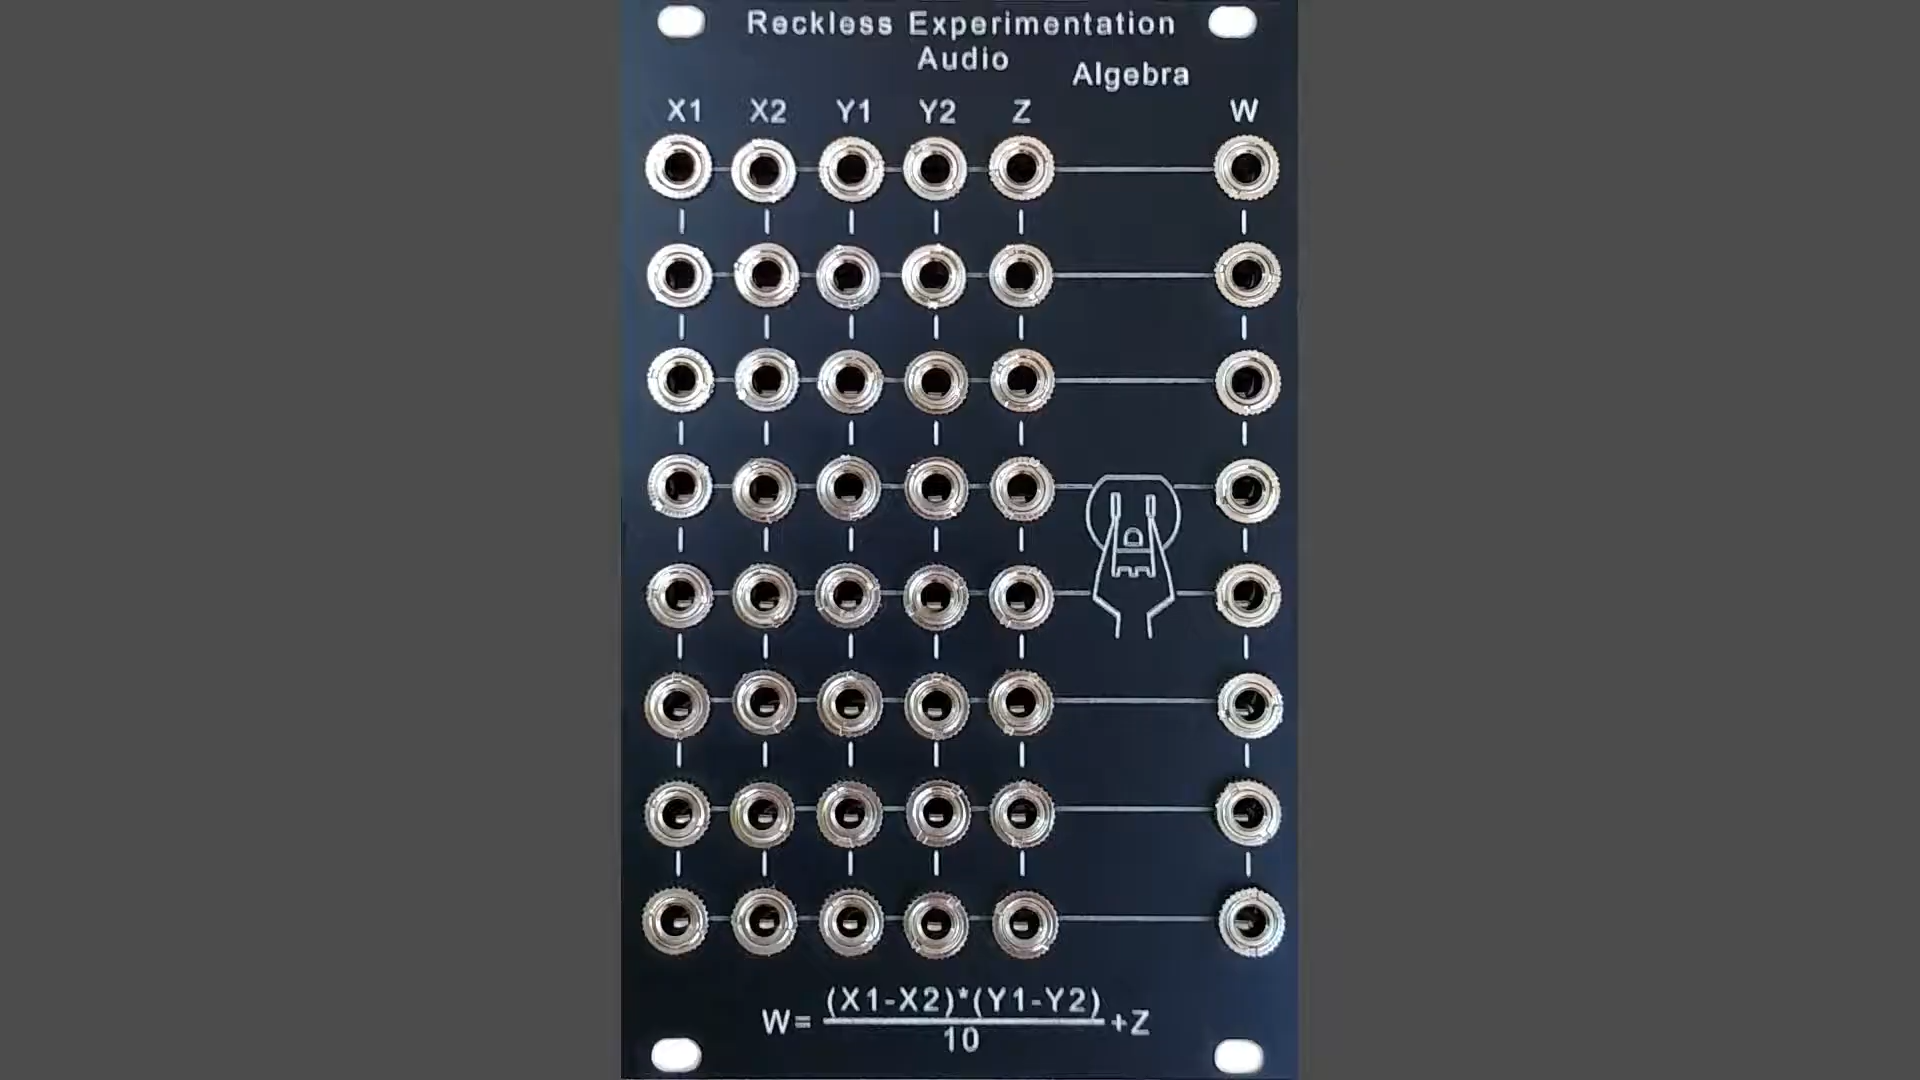 Reckless Experimentation
Audio
Algebra
X1 X2 Y1 Y2 Z W
W= (X1-X2)*(Y1-Y2) +Z
10